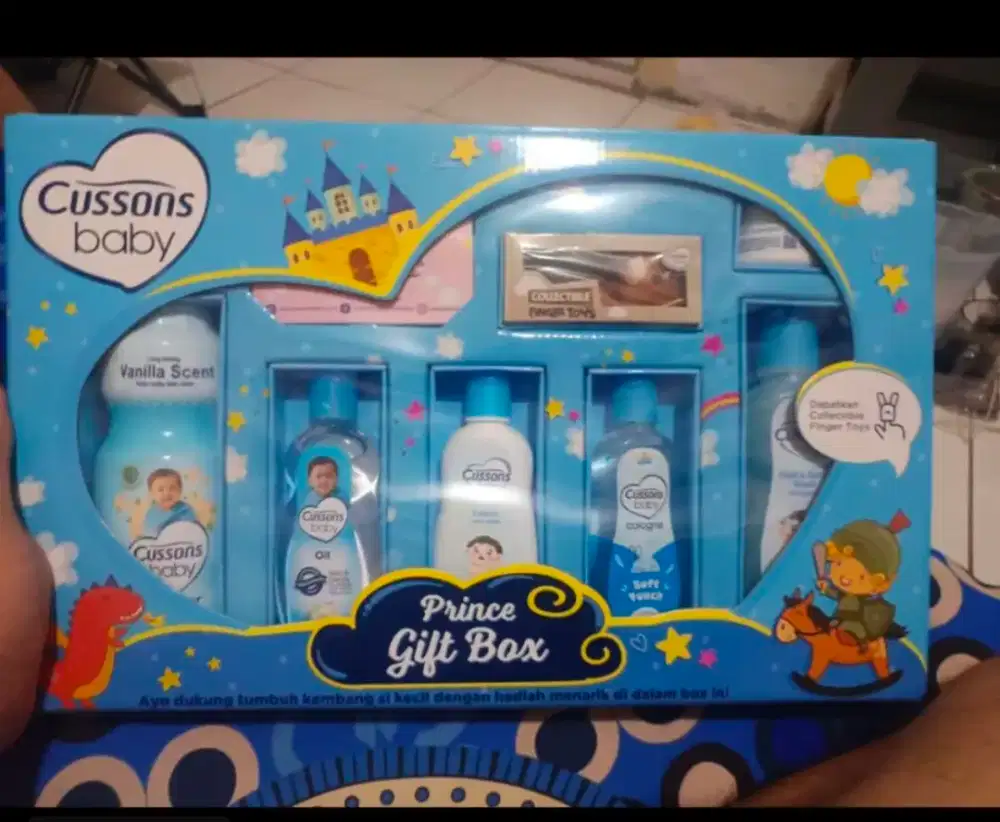 Cussons
baby
COLLECTIBLE
FINGER TOYS
Vanilla Scent
Dapatkan
Collectible
Finger Toys
Cussons
baby
Cussons
baby
Oil
Cussons
Cussons
baby
cologne
Soft
Touch
Prince
Gift Box
Ayo dukung tumbuh kembang si kecil dengan hadiah menarik di dalam box ini